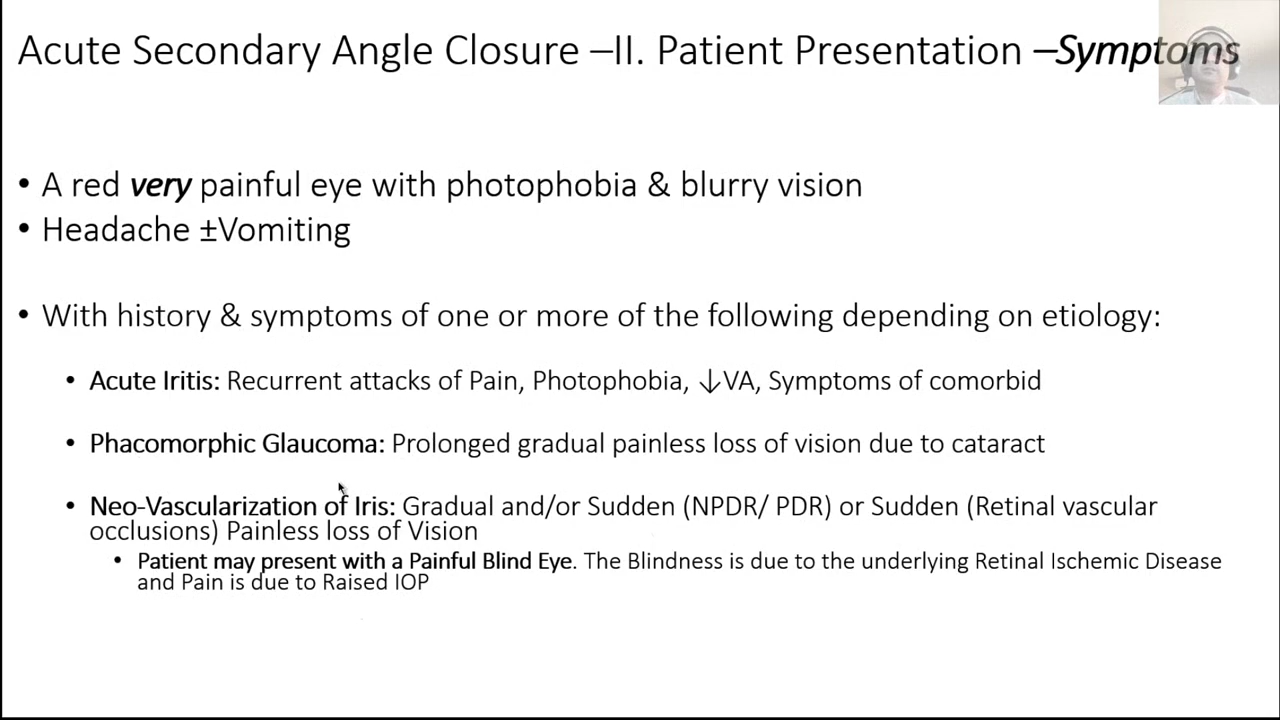 Acute Secondary Angle Closure –II. Patient Presentation –Symptoms
• A red very painful eye with photophobia & blurry vision
• Headache ±Vomiting
• With history & symptoms of one or more of the following depending on etiology:
• Acute Iritis: Recurrent attacks of Pain, Photophobia, ↓VA, Symptoms of comorbid
• Phacomorphic Glaucoma: Prolonged gradual painless loss of vision due to cataract
• Neo-Vascularization of Iris: Gradual and/or Sudden (NPDR/ PDR) or Sudden (Retinal vascular
occlusions) Painless loss of Vision
• Patient may present with a Painful Blind Eye. The Blindness is due to the underlying Retinal Ischemic Disease
and Pain is due to Raised IOP